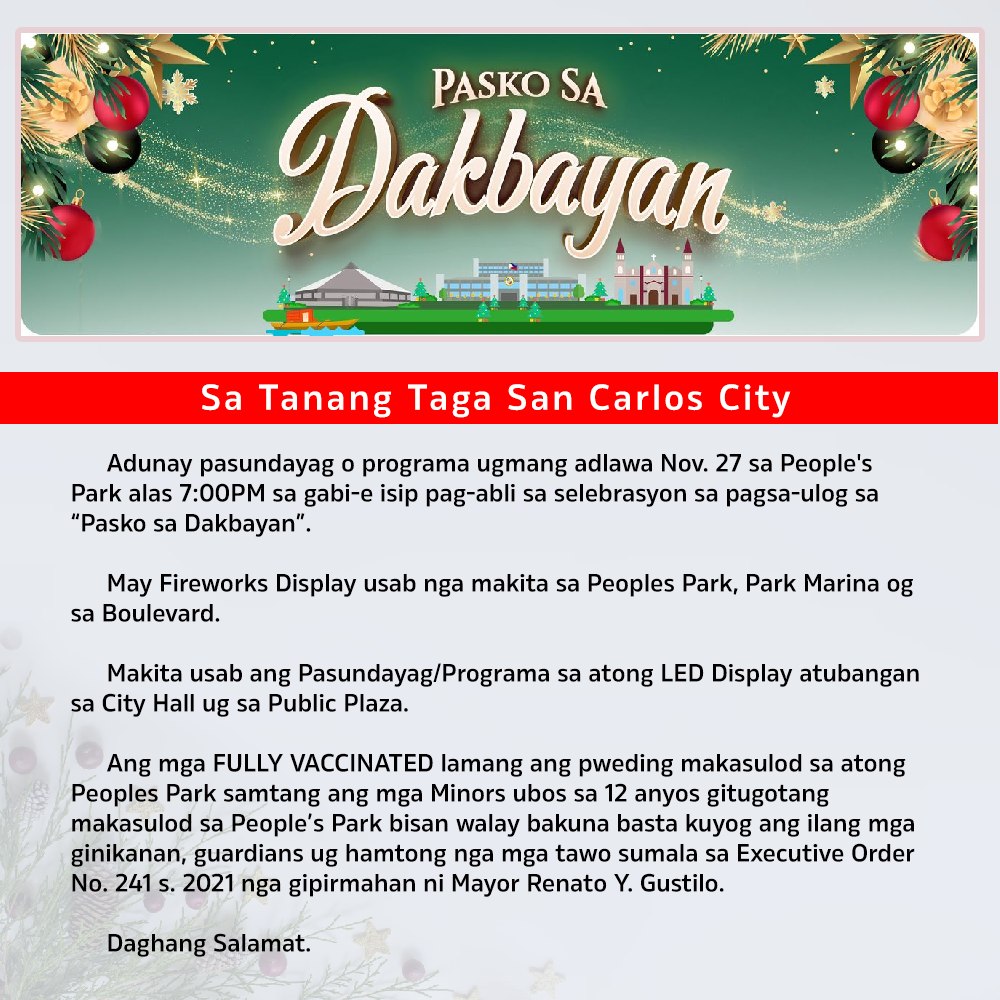 PASKO SA
Dakbayan
Sa Tanang Taga San Carlos City
Adunay pasundayag o programa ugmang adlawa Nov. 27 sa People's
Park alas 7:00PM sa gabi-e isip pag-abli sa selebrasyon sa pagsa-ulog sa
“Pasko sa Dakbayan”.
May Fireworks Display usab nga makita sa Peoples Park, Park Marina og
sa Boulevard.
Makita usab ang Pasundayag/Programa sa atong LED Display atubangan
sa City Hall ug sa Public Plaza.
Ang mga FULLY VACCINATED lamang ang pweding makasulod sa atong
Peoples Park samtang ang mga Minors ubos sa 12 anyos gitugotang
makasulod sa People’s Park bisan walay bakuna basta kuyog ang ilang mga
ginikanan, guardians ug hamtong nga mga tawo sumala sa Executive Order
No. 241 s. 2021 nga gipirmahan ni Mayor Renato Y. Gustilo.
Daghang Salamat.